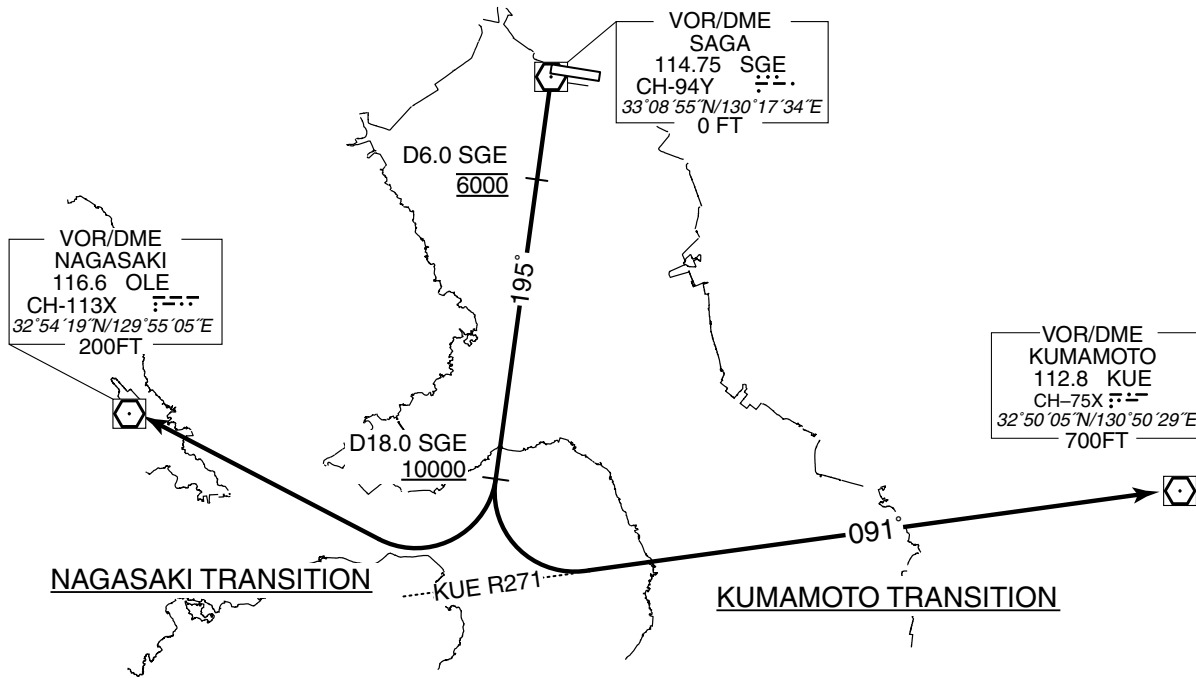 VOR/DME
SAGA
114.75 SGE
CH-94Y
33°08´55˝N/130°17´34˝E
0 FT
D6.0 SGE
6000
195°
VOR/DME
NAGASAKI
116.6 OLE
CH-113X
32°54´19˝N/129°55´05˝E
200FT
VOR/DME
KUMAMOTO
112.8 KUE
CH–75X
32°50´05˝N/130°50´29˝E
700FT
D18.0 SGE
10000
091°
NAGASAKI TRANSITION
KUE R271
KUMAMOTO TRANSITION